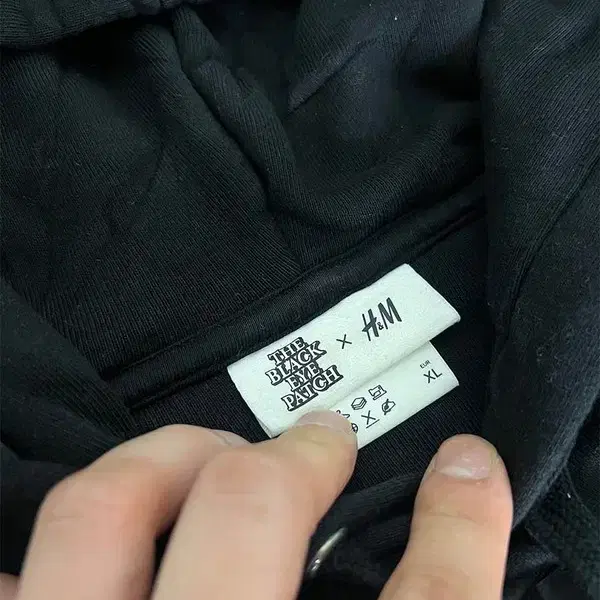 THE
BLACK
EYE
PATCH
X H&M
EUR
XL